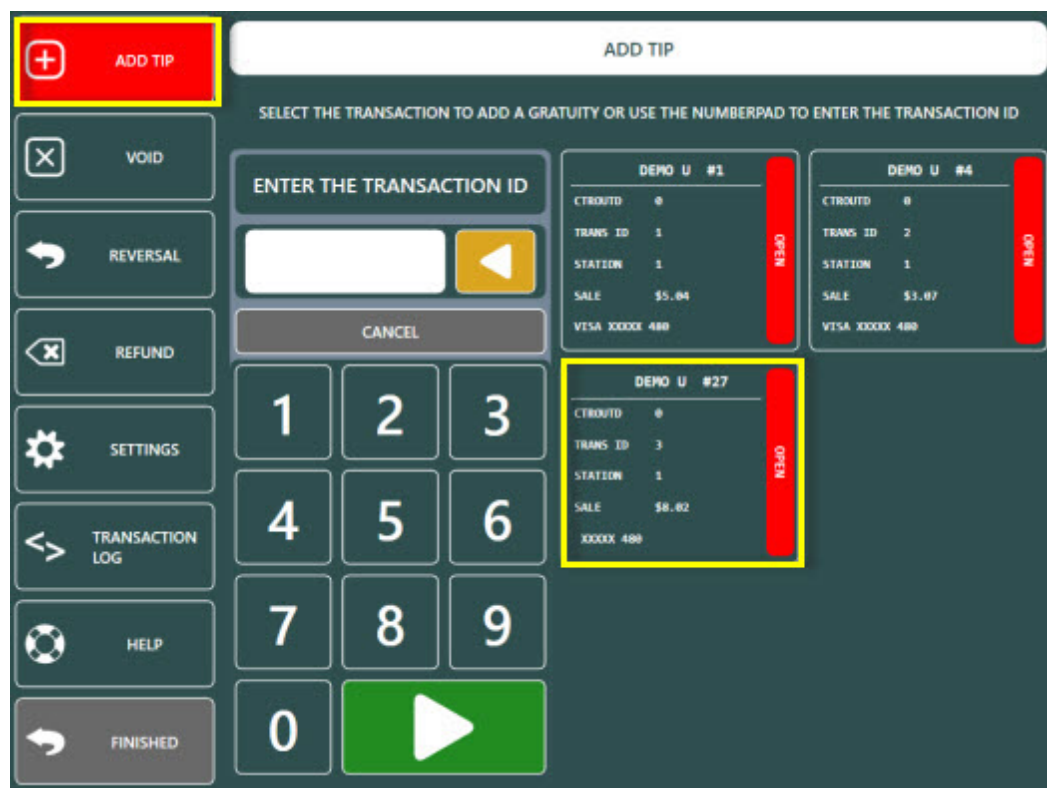 ADD TIP
VOID
REVERSAL
REFUND
SETTINGS
TRANSACTION
LOG
HELP
FINISHED
ADD TIP
SELECT THE TRANSACTION TO ADD A GRATUITY OR USE THE NUMBERPAD TO ENTER THE TRANSACTION ID
ENTER THE TRANSACTION ID
CANCEL
1 2 3
4 5 6
7 8 9
0
DEMO U #1
CTROUTD 0
TRANS ID 1
STATION 1
SALE $5.04
VISA XXXXX 480
OPEN
DEMO U #4
CTROUTD 0
TRANS ID 2
STATION 1
SALE $3.07
VISA XXXXX 480
OPEN
DEMO U #27
CTROUTD 0
TRANS ID 3
STATION 1
SALE $8.02
XXXXX 480
OPEN